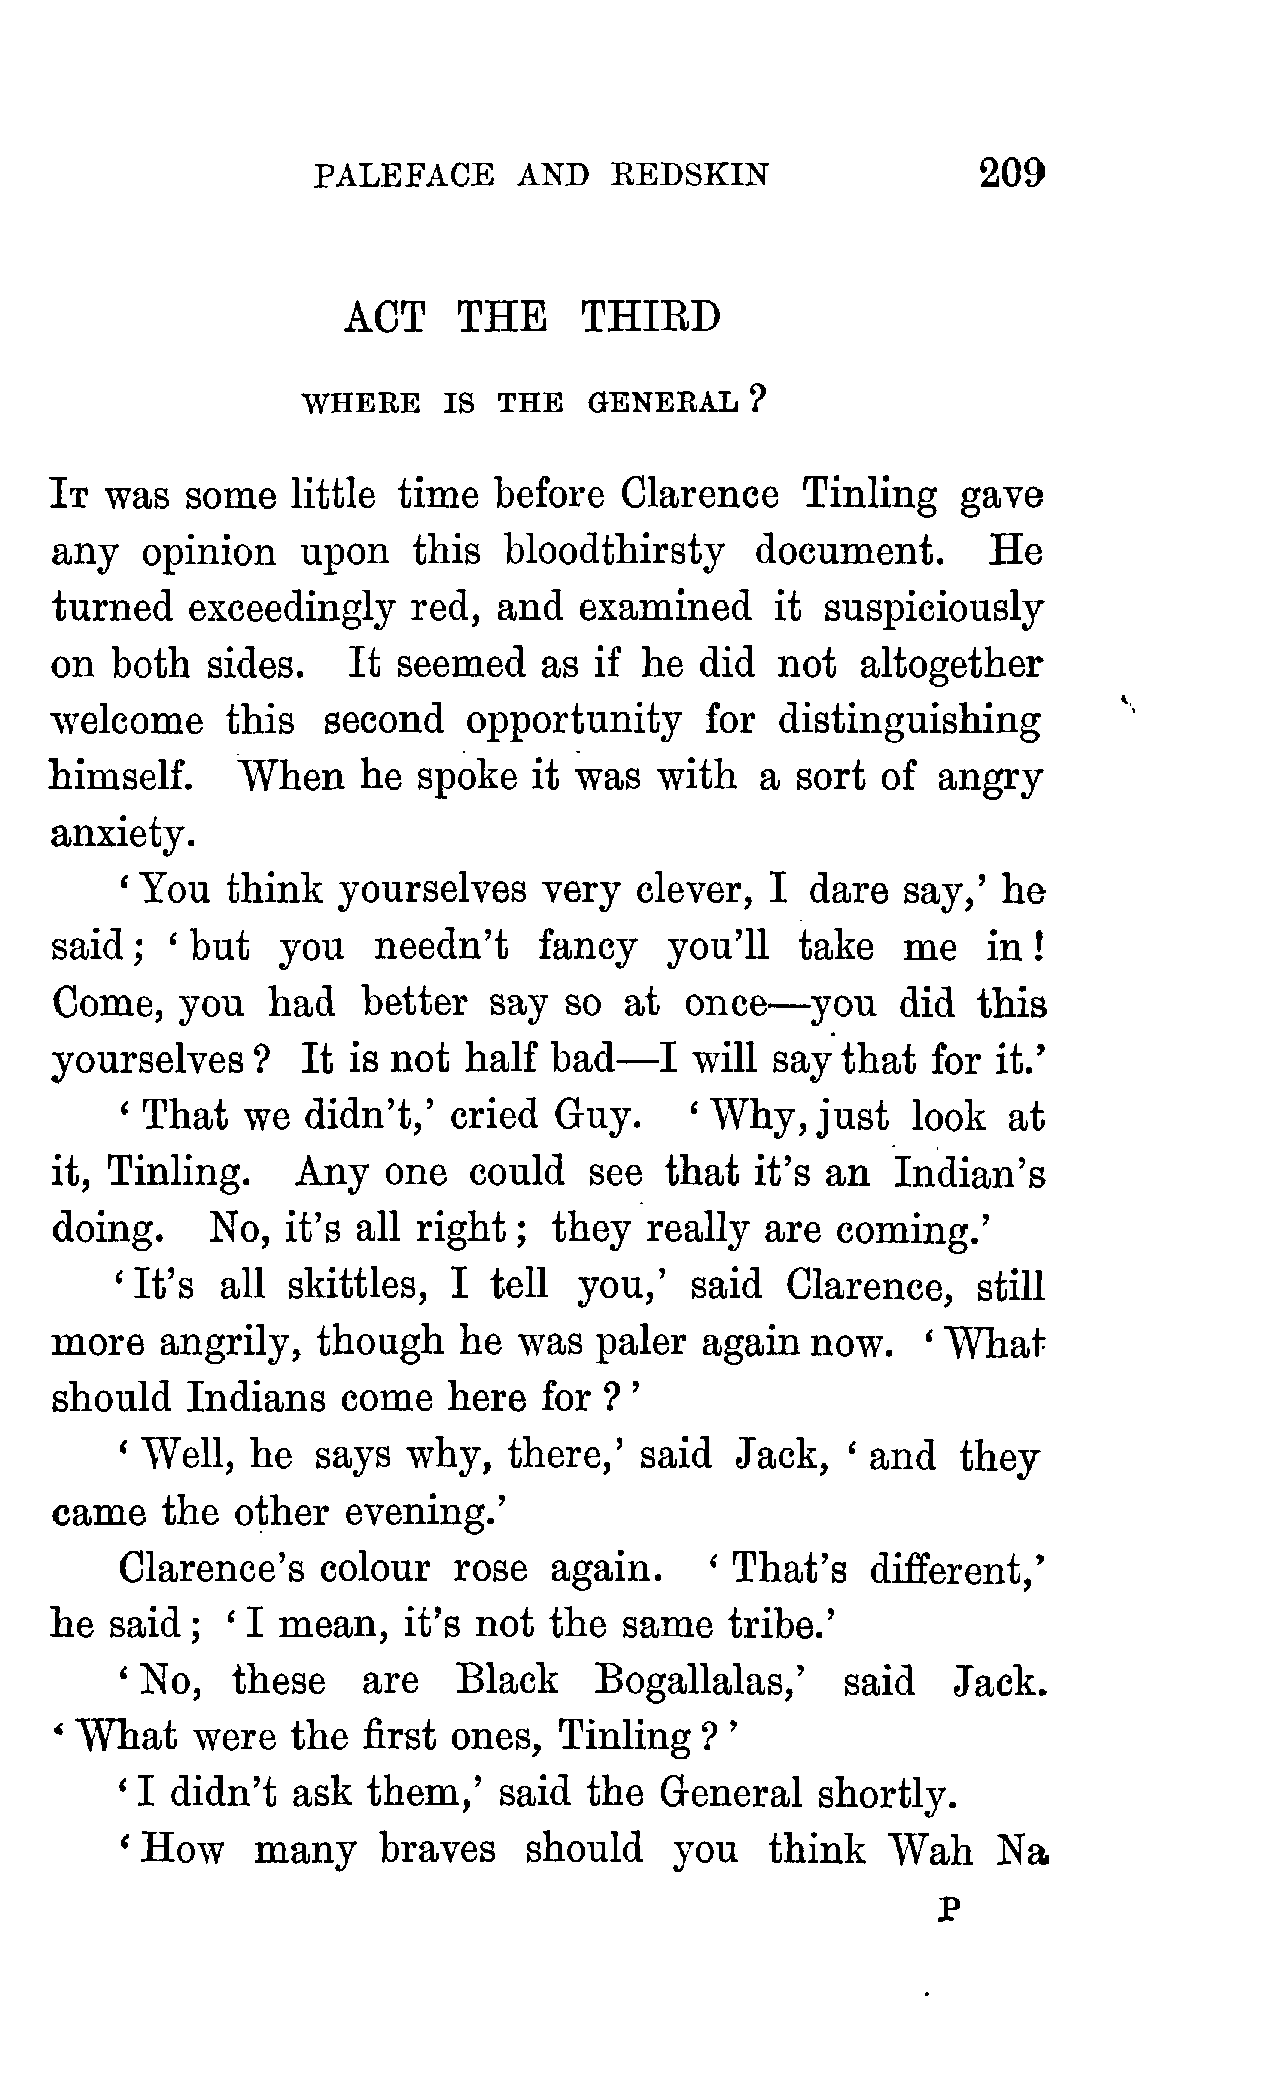 PALEFACE AND REDSKIN 209
ACT THE THIRD
WHERE IS THE GENERAL?
IT was some little time before Clarence Tinling gave
any opinion upon this bloodthirsty document. He
turned exceedingly red, and examined it suspiciously
on both sides. It seemed as if he did not altogether
welcome this second opportunity for distinguishing
himself. When he spoke it was with a sort of angry
anxiety.
‘You think yourselves very clever, I dare say,’ he
said; ‘but you needn't fancy you'll take me in!
Come, you had better say so at once—you did this
yourselves? It is not half bad—I will say that for it.’
‘That we didn't,’ cried Guy. ‘Why, just look at
it, Tinling. Any one could see that it's an Indian's
doing. No, it's all right; they really are coming.’
‘It's all skittles, I tell you,’ said Clarence, still
more angrily, though he was paler again now. ‘What
should Indians come here for?’
‘Well, he says why, there,’ said Jack, ‘and they
came the other evening.’
Clarence's colour rose again. ‘That's different,’
he said; ‘I mean, it's not the same tribe.’
‘No, these are Black Bogallalas,’ said Jack.
‘What were the first ones, Tinling?’
‘I didn't ask them,’ said the General shortly.
‘How many braves should you think Wah Na
P